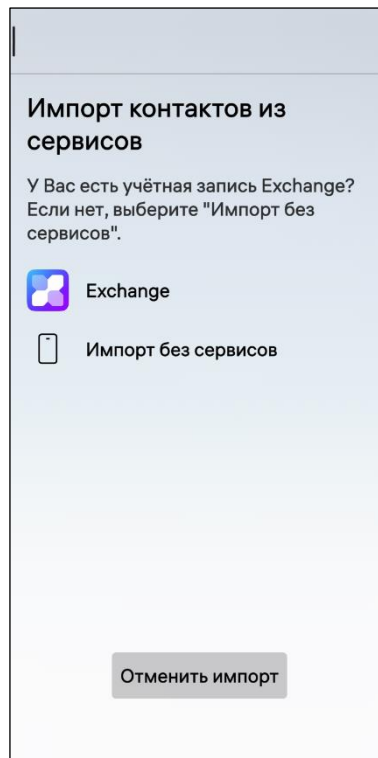 Импорт контактов из
сервисов
У Вас есть учётная запись Exchange?
Если нет, выберите "Импорт без
сервисов".
Exchange
Импорт без сервисов
Отменить импорт